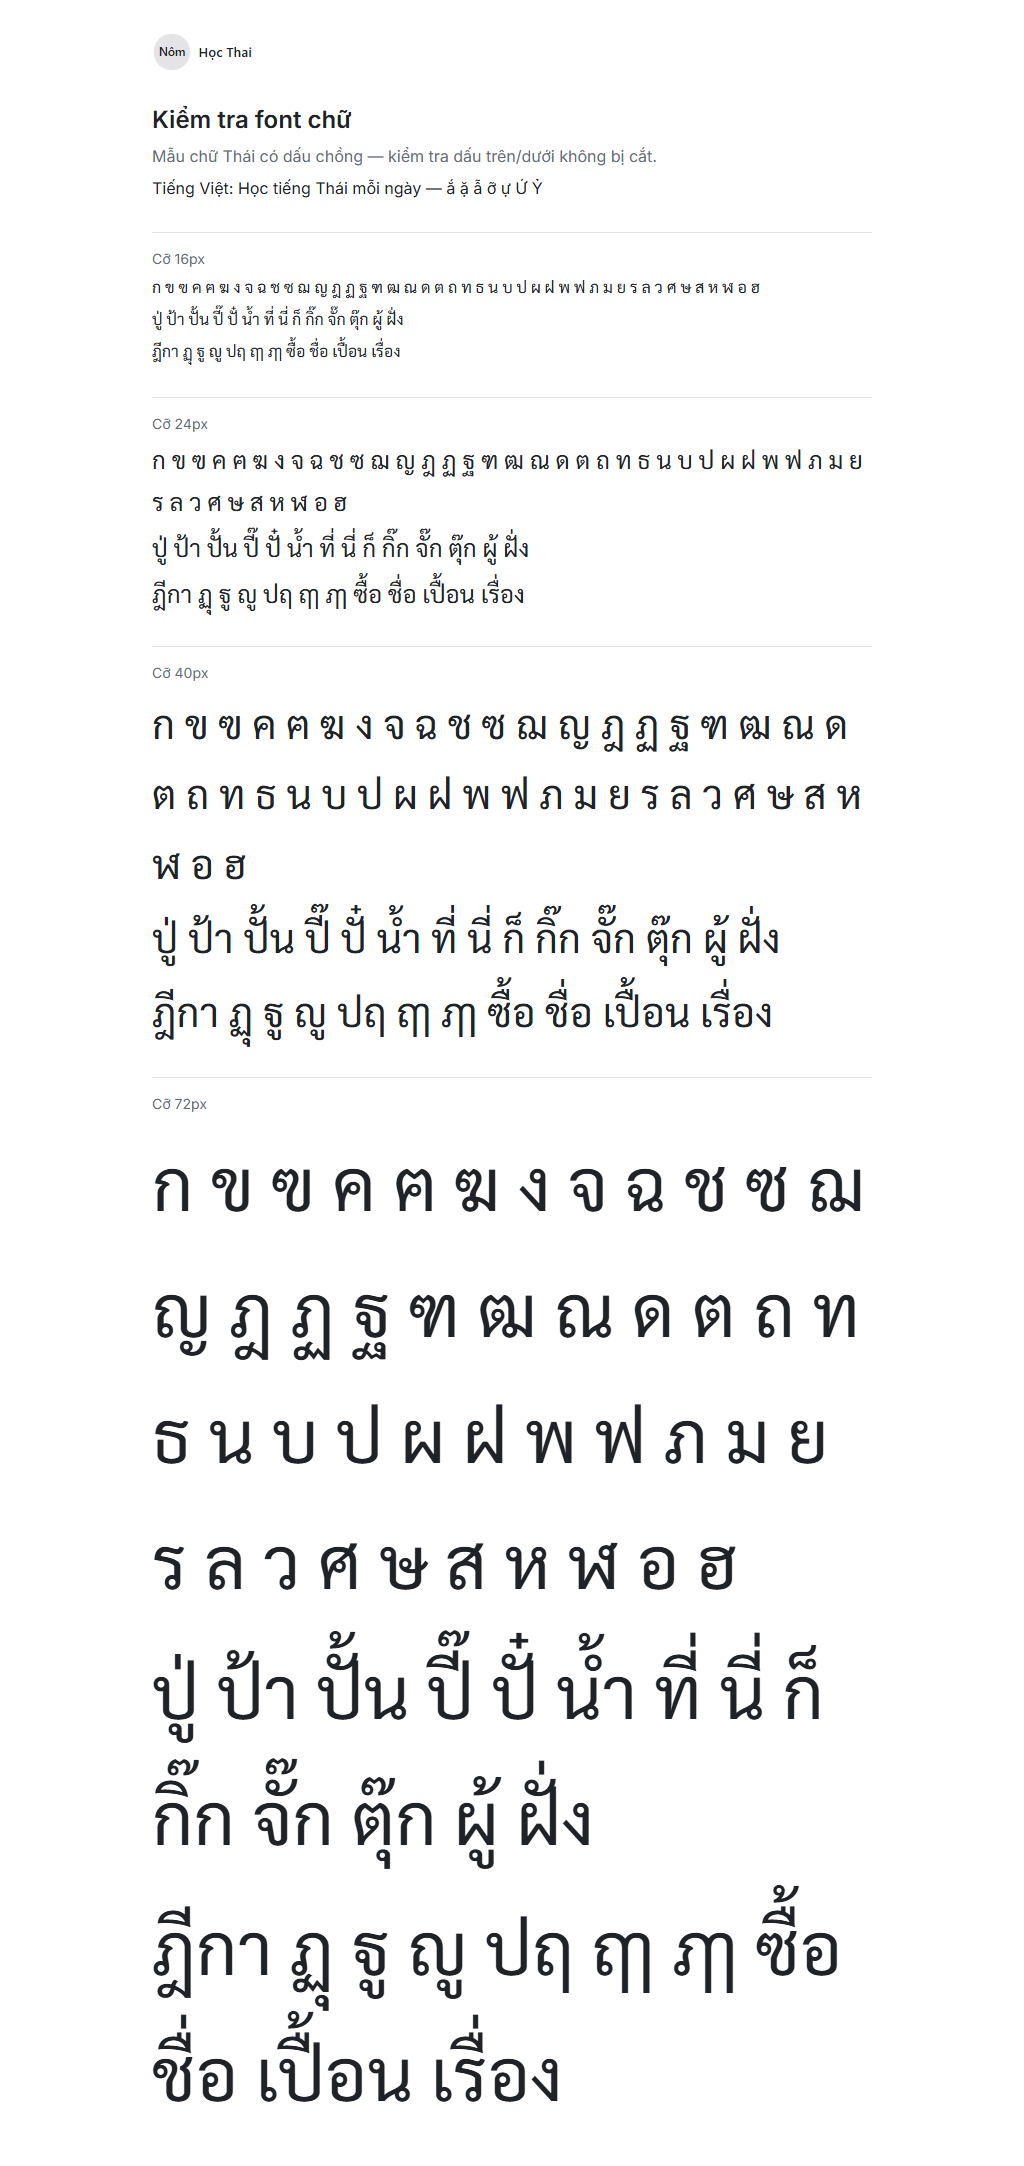 Nôm Học Thai
Kiểm tra font chữ
Mẫu chữ Thái có dấu chồng — kiểm tra dấu trên/dưới không bị cắt.
Tiếng Việt: Học tiếng Thái mỗi ngày — ắ ặ ẫ ỡ ự Ứ Ỷ
Cỡ 16px
ก ข ฃ ค ฅ ฆ ง จ ฉ ช ซ ฌ ญ ฎ ฏ ฐ ฑ ฒ ณ ด ต ถ ท ธ น บ ป ผ ฝ พ ฟ ภ ม ย ร ล ว ศ ษ ส ห ฬ อ ฮ
ปู่ ป้า ปั้น ปี๊ ปั๋ น้ำ ที่ นี่ ก็ กิ๊ก จั๊ก ตุ๊ก ผู้ ฝั่ง
ฎีกา ฏุ ฐู ญู ปฤ ฤๅ ฦๅ ซื้อ ชื่อ เปื้อน เรื่อง
Cỡ 24px
ก ข ฃ ค ฅ ฆ ง จ ฉ ช ซ ฌ ญ ฎ ฏ ฐ ฑ ฒ ณ ด ต ถ ท ธ น บ ป ผ ฝ พ ฟ ภ ม ย
ร ล ว ศ ษ ส ห ฬ อ ฮ
ปู่ ป้า ปั้น ปี๊ ปั๋ น้ำ ที่ นี่ ก็ กิ๊ก จั๊ก ตุ๊ก ผู้ ฝั่ง
ฎีกา ฏุ ฐู ญู ปฤ ฤๅ ฦๅ ซื้อ ชื่อ เปื้อน เรื่อง
Cỡ 40px
ก ข ฃ ค ฅ ฆ ง จ ฉ ช ซ ฌ ญ ฎ ฏ ฐ ฑ ฒ ณ ด
ต ถ ท ธ น บ ป ผ ฝ พ ฟ ภ ม ย ร ล ว ศ ษ ส ห
ฬ อ ฮ
ปู่ ป้า ปั้น ปี๊ ปั๋ น้ำ ที่ นี่ ก็ กิ๊ก จั๊ก ตุ๊ก ผู้ ฝั่ง
ฎีกา ฏุ ฐู ญู ปฤ ฤๅ ฦๅ ซื้อ ชื่อ เปื้อน เรื่อง
Cỡ 72px
ก ข ฃ ค ฅ ฆ ง จ ฉ ช ซ ฌ
ญ ฎ ฏ ฐ ฑ ฒ ณ ด ต ถ ท
ธ น บ ป ผ ฝ พ ฟ ภ ม ย
ร ล ว ศ ษ ส ห ฬ อ ฮ
ปู่ ป้า ปั้น ปี๊ ปั๋ น้ำ ที่ นี่ ก็
กิ๊ก จั๊ก ตุ๊ก ผู้ ฝั่ง
ฎีกา ฏุ ฐู ญู ปฤ ฤๅ ฦๅ ซื้อ
ชื่อ เปื้อน เรื่อง